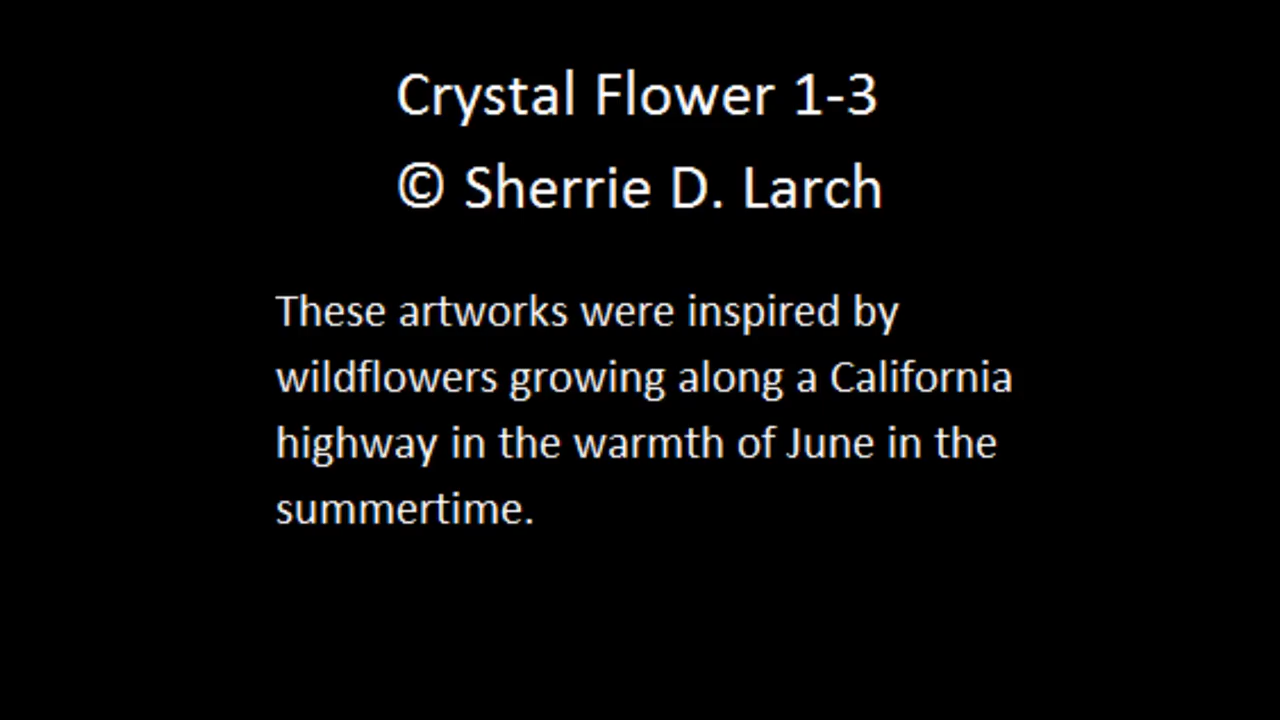 Crystal Flower 1-3
© Sherrie D. Larch
These artworks were inspired by
wildflowers growing along a California
highway in the warmth of June in the
summertime.